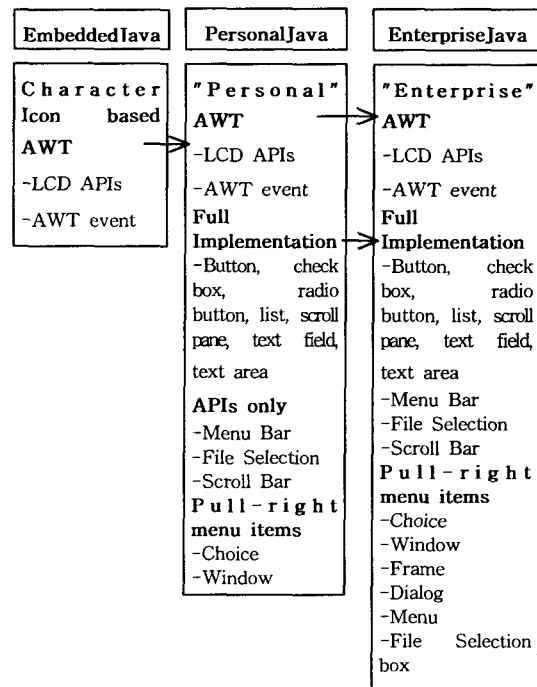 EmbeddedJava
PersonalJava
EnterpriseJava
Character
Icon based
AWT
-LCD APIs
-AWT event
"Personal"
AWT
-LCD APIs
-AWT event
Full
Implementation
-Button, check
box, radio
button, list, scroll
pane, text field,
text area
APIs only
-Menu Bar
-File Selection
-Scroll Bar
Pull-right
menu items
-Choice
-Window
"Enterprise"
AWT
-LCD APIs
-AWT event
Full
Implementation
-Button, check
box, radio
button, list, scroll
pane, text field,
text area
-Menu Bar
-File Selection
-Scroll Bar
Pull-right
menu items
-Choice
-Window
-Frame
-Dialog
-Menu
-File Selection
box